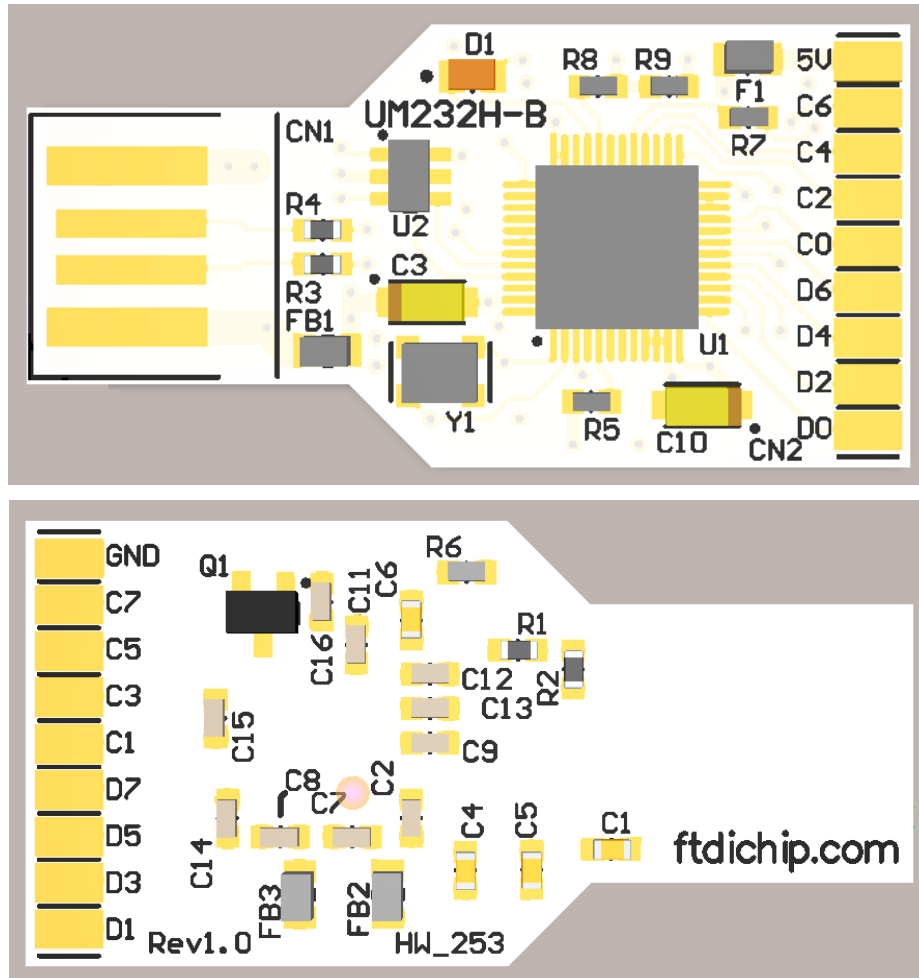 D1
R8
R9
5V
F1
C6
UM232H-B
CN1
R7
C4
C2
R4
U2
C0
C3
R3
D6
FB1
U1
D4
D2
Y1
R5
C10
D0
CN2
GND
Q1
R6
C7
C11
C6
C5
C16
R1
R2
C3
C12
C13
C15
C1
C9
D7
C8
C7
C2
D5
C14
C4
C5
C1
ftdichip.com
D3
FB3
FB2
D1
Rev1.0
HW_253